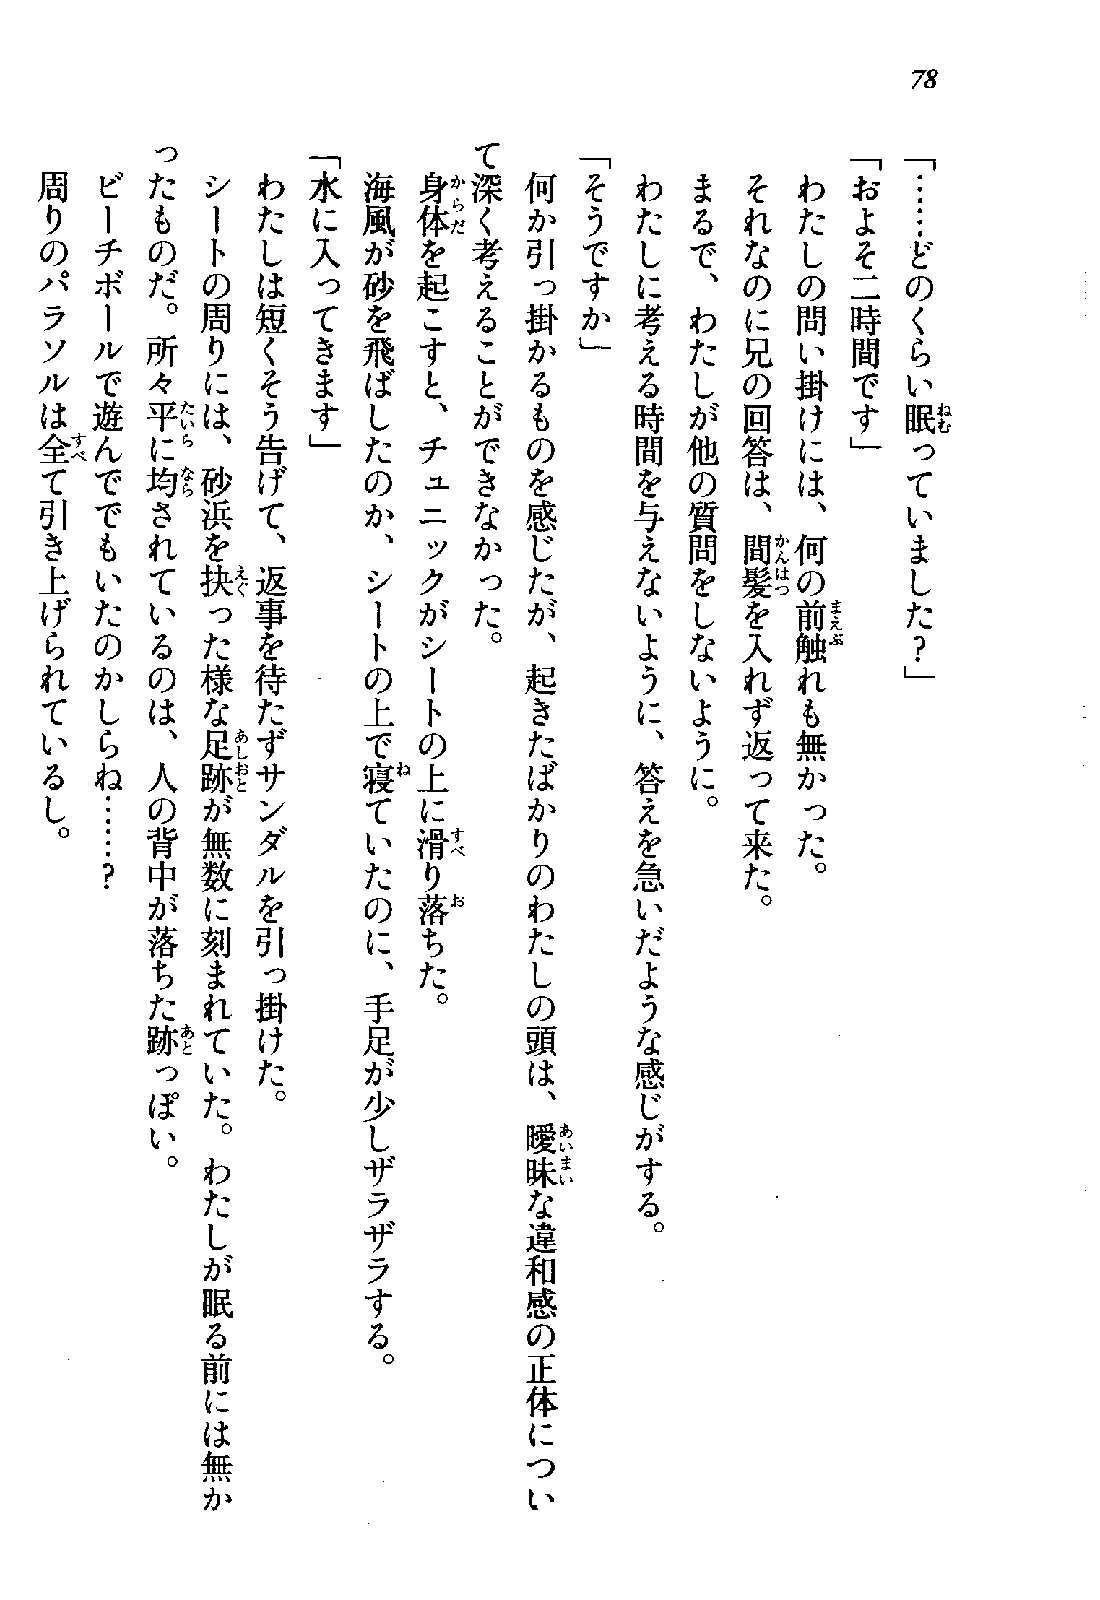 78
「……どのくらい眠っていました？」
「およそ二時間です」
わたしの問い掛けには、何の前触れも無かった。
それなのに兄の回答は、間髪を入れず返って来た。
まるで、わたしが他の質問をしないように。
わたしに考える時間を与えないように、答えを急いだような感じがする。
「そうですか」
何か引っ掛かるものを感じたが、起きたばかりのわたしの頭は、曖昧な違和感の正体につい
て深く考えることができなかった。
身体を起こすと、チュニックがシートの上に滑り落ちた。
海風が砂を飛ばしたのか、シートの上で寝ていたのに、手足が少しザラザラする。
「水に入ってきます」
わたしは短くそう告げて、返事を待たずサンダルを引っ掛けた。
シートの周りには、砂浜を抉った様な足跡が無数に刻まれていた。わたしが眠る前には無か
ったものだ。所々平に均されているのは、人の背中が落ちた跡っぽい。
ビーチボールで遊んででもいたのかしらね……？
周りのパラソルは全て引き上げられているし。